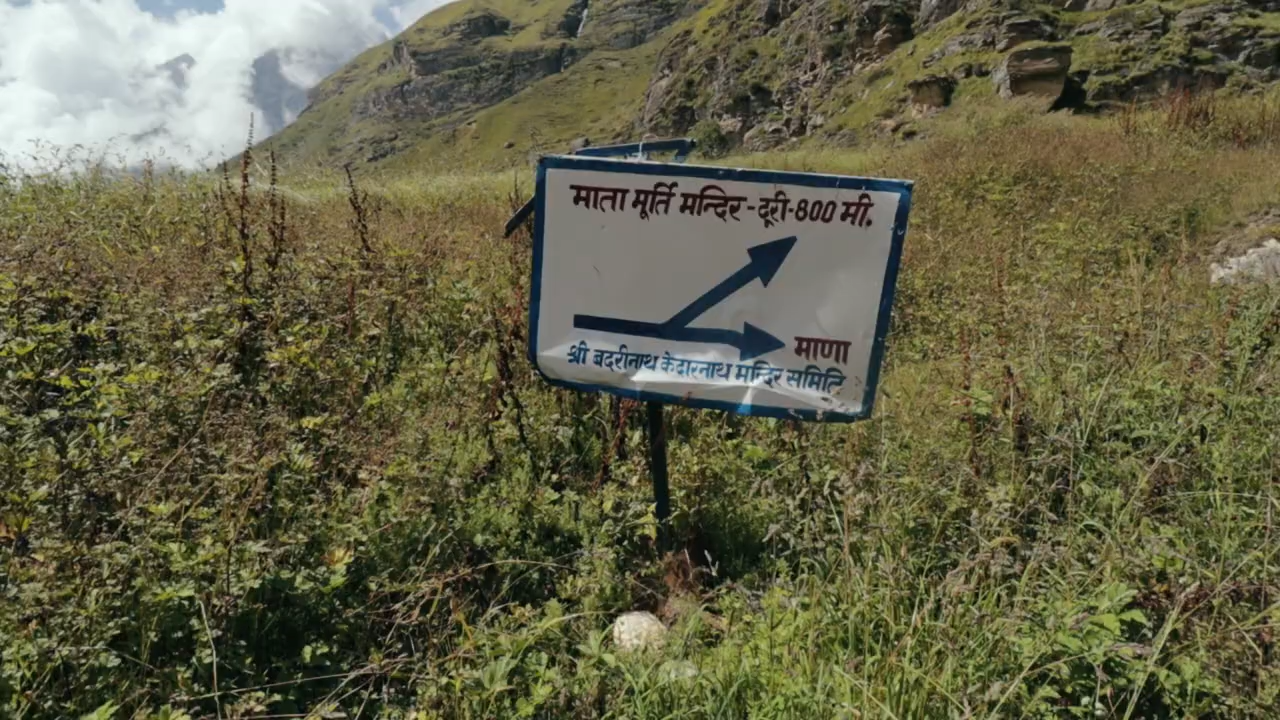 माता मूर्ति मन्दिर-दूरी-800 मी.
माणा
श्री बदरीनाथ केदारनाथ मन्दिर समिति